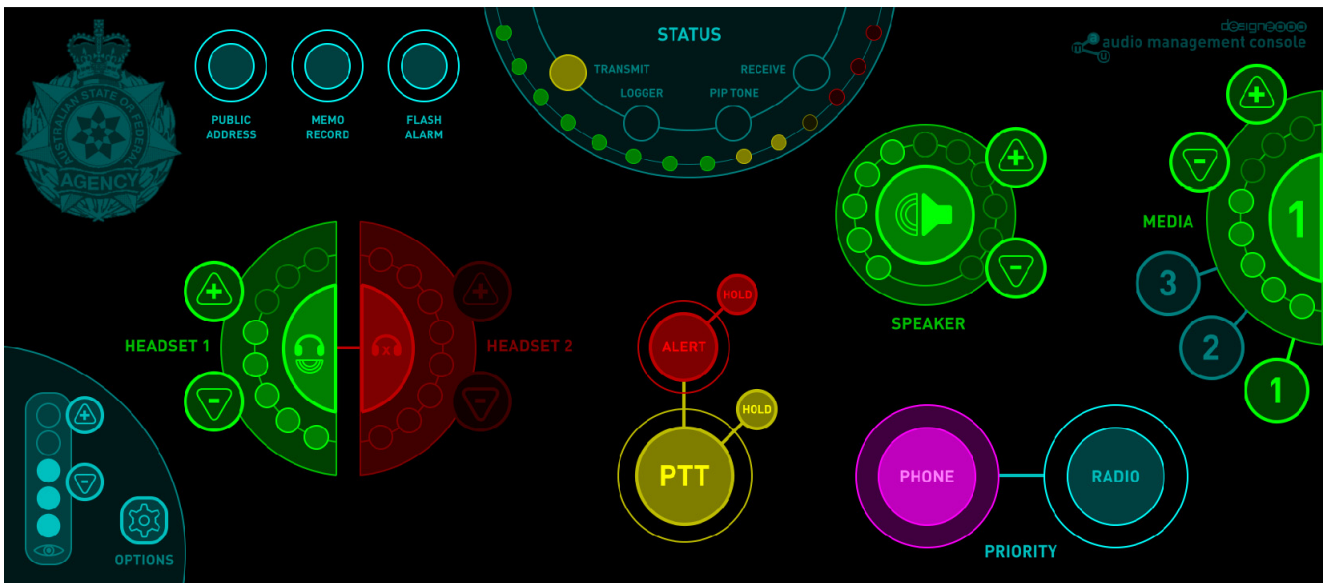 AUSTRALIAN STATE OR FEDERAL
AGENCY
PUBLIC
ADDRESS
MEMO
RECORD
FLASH
ALARM
STATUS
TRANSMIT
RECEIVE
LOGGER
PIP TONE
design2000
m3u audio management console
+
-
SPEAKER
+
-
MEDIA
1
3
2
1
HEADSET 1
+
-
x
HEADSET 2
+
-
HOLD
ALERT
HOLD
PTT
PHONE
RADIO
PRIORITY
+
-
OPTIONS